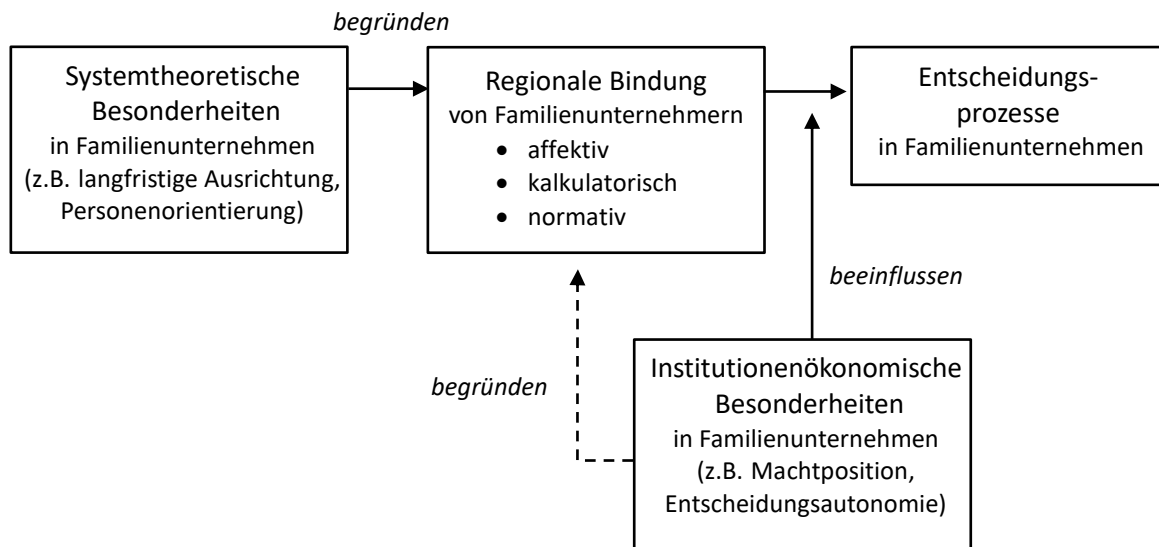 begründen
Systemtheoretische
Besonderheiten
in Familienunternehmen
(z.B. langfristige Ausrichtung,
Personenorientierung)
Regionale Bindung
von Familienunternehmern
• affektiv
• kalkulatorisch
• normativ
Entscheidungs-
prozesse
in Familienunternehmen
beeinflussen
begründen
Institutionenökonomische
Besonderheiten
in Familienunternehmen
(z.B. Machtposition,
Entscheidungsautonomie)